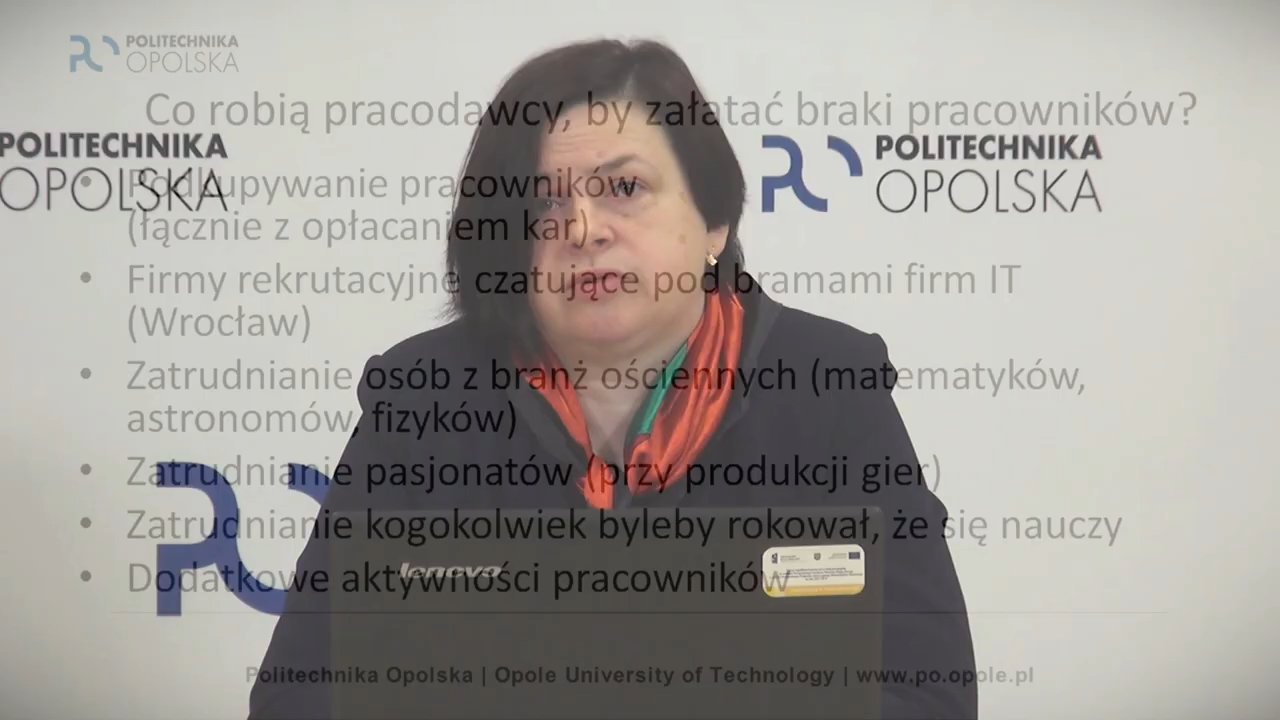 POLITECHNIKA
OPOLSKA
Co robią pracodawcy, by załatać braki pracowników?
POLITECHNIKA
OPOLSKA
POLITECHNIKA
OPOLSKA
• Podkupywanie pracowników
(łącznie z opłacaniem kar)
• Firmy rekrutacyjne czatujące pod bramami firm IT
(Wrocław)
• Zatrudnianie osób z branż ościennych (matematyków,
astronomów, fizyków)
• Zatrudnianie pasjonatów (przy produkcji gier)
• Zatrudnianie kogokolwiek byleby rokował, że się nauczy
• Dodatkowe aktywności pracowników
lenovo
Politechnika Opolska | Opole University of Technology | www.po.opole.pl